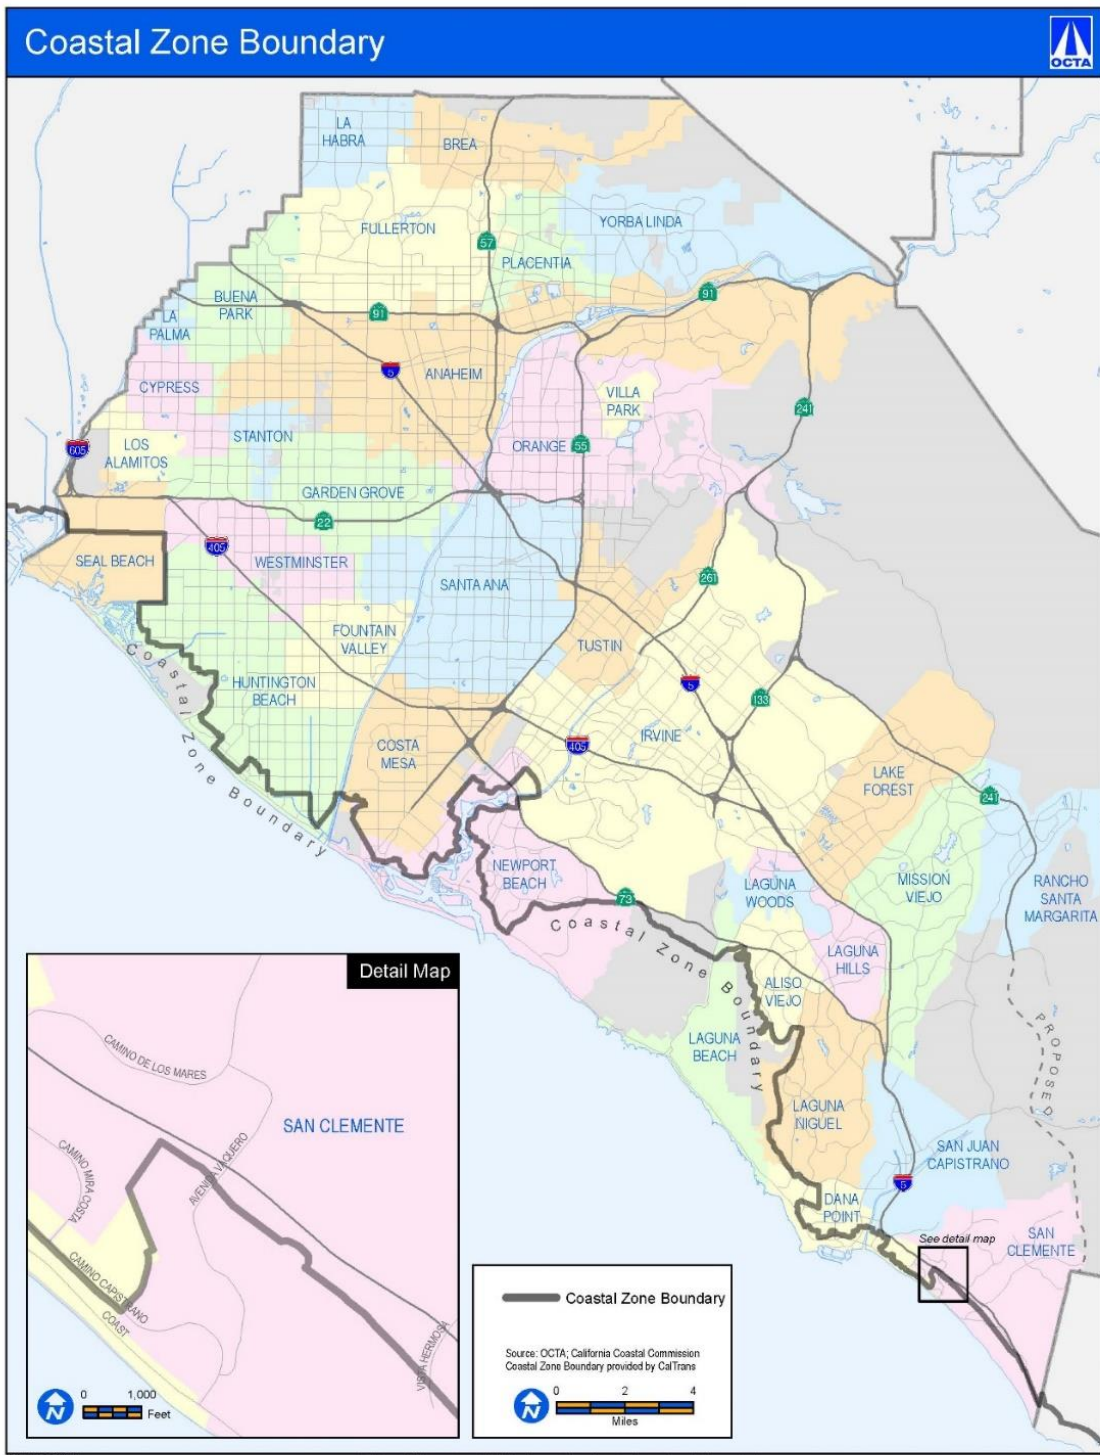 Coastal Zone Boundary
OCTA
LA
HABRA
BREA
FULLERTON
57
YORBA LINDA
PLACENTIA
BUENA
PARK
91
91
LA
PALMA
5
ANAHEIM
CYPRESS
VILLA
PARK
241
STANTON
LOS
ALAMITOS
605
ORANGE
55
GARDEN GROVE
22
405
SEAL BEACH
WESTMINSTER
SANTA ANA
261
FOUNTAIN
VALLEY
TUSTIN
HUNTINGTON
BEACH
5
133
Coastal Zone Boundary
COSTA
MESA
405
IRVINE
LAKE
FOREST
241
NEWPORT
BEACH
73
LAGUNA
WOODS
MISSION
VIEJO
RANCHO
SANTA
MARGARITA
Coastal Zone Boundary
LAGUNA
HILLS
ALISO
VIEJO
LAGUNA
BEACH
PROPOSED
LAGUNA
NIGUEL
SAN JUAN
CAPISTRANO
5
DANA
POINT
See detail map
SAN
CLEMENTE
Detail Map
CAMINO DE LOS MARES
SAN CLEMENTE
CAMINO MIRA COSTA
AVENIDA VAQUERO
CAMINO CAPISTRANO
COAST
VISTA HERMOSA
N
0 1,000
Feet
Coastal Zone Boundary
Source: OCTA; California Coastal Commission
Coastal Zone Boundary provided by CalTrans
N
0 2 4
Miles